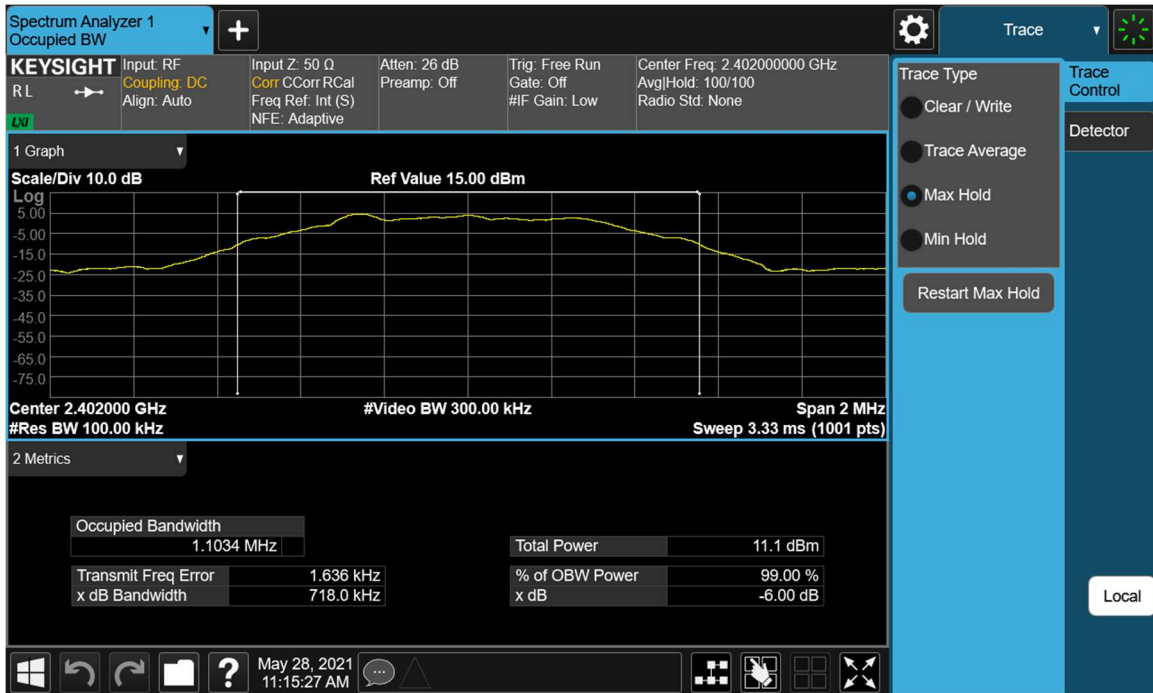 Spectrum Analyzer 1
Occupied BW
+
Trace
KEYSIGHT
RL
LXI
Input: RF
Coupling: DC
Align: Auto
Input Z: 50 Ω
Corr CCorr RCal
Freq Ref: Int (S)
NFE: Adaptive
Atten: 26 dB
Preamp: Off
Trig: Free Run
Gate: Off
#IF Gain: Low
Center Freq: 2.402000000 GHz
Avg|Hold: 100/100
Radio Std: None
Trace Type
Clear / Write
Trace Average
Max Hold
Min Hold
Restart Max Hold
Trace
Control
Detector
Local
1 Graph
Scale/Div 10.0 dB
Ref Value 15.00 dBm
Log
5.00
-5.00
-15.0
-25.0
-35.0
-45.0
-55.0
-65.0
-75.0
Center 2.402000 GHz
#Video BW 300.00 kHz
Span 2 MHz
#Res BW 100.00 kHz
Sweep 3.33 ms (1001 pts)
2 Metrics
Occupied Bandwidth
1.1034 MHz
Total Power 11.1 dBm
Transmit Freq Error 1.636 kHz
% of OBW Power 99.00 %
x dB Bandwidth 718.0 kHz
x dB -6.00 dB
?
May 28, 2021
11:15:27 AM